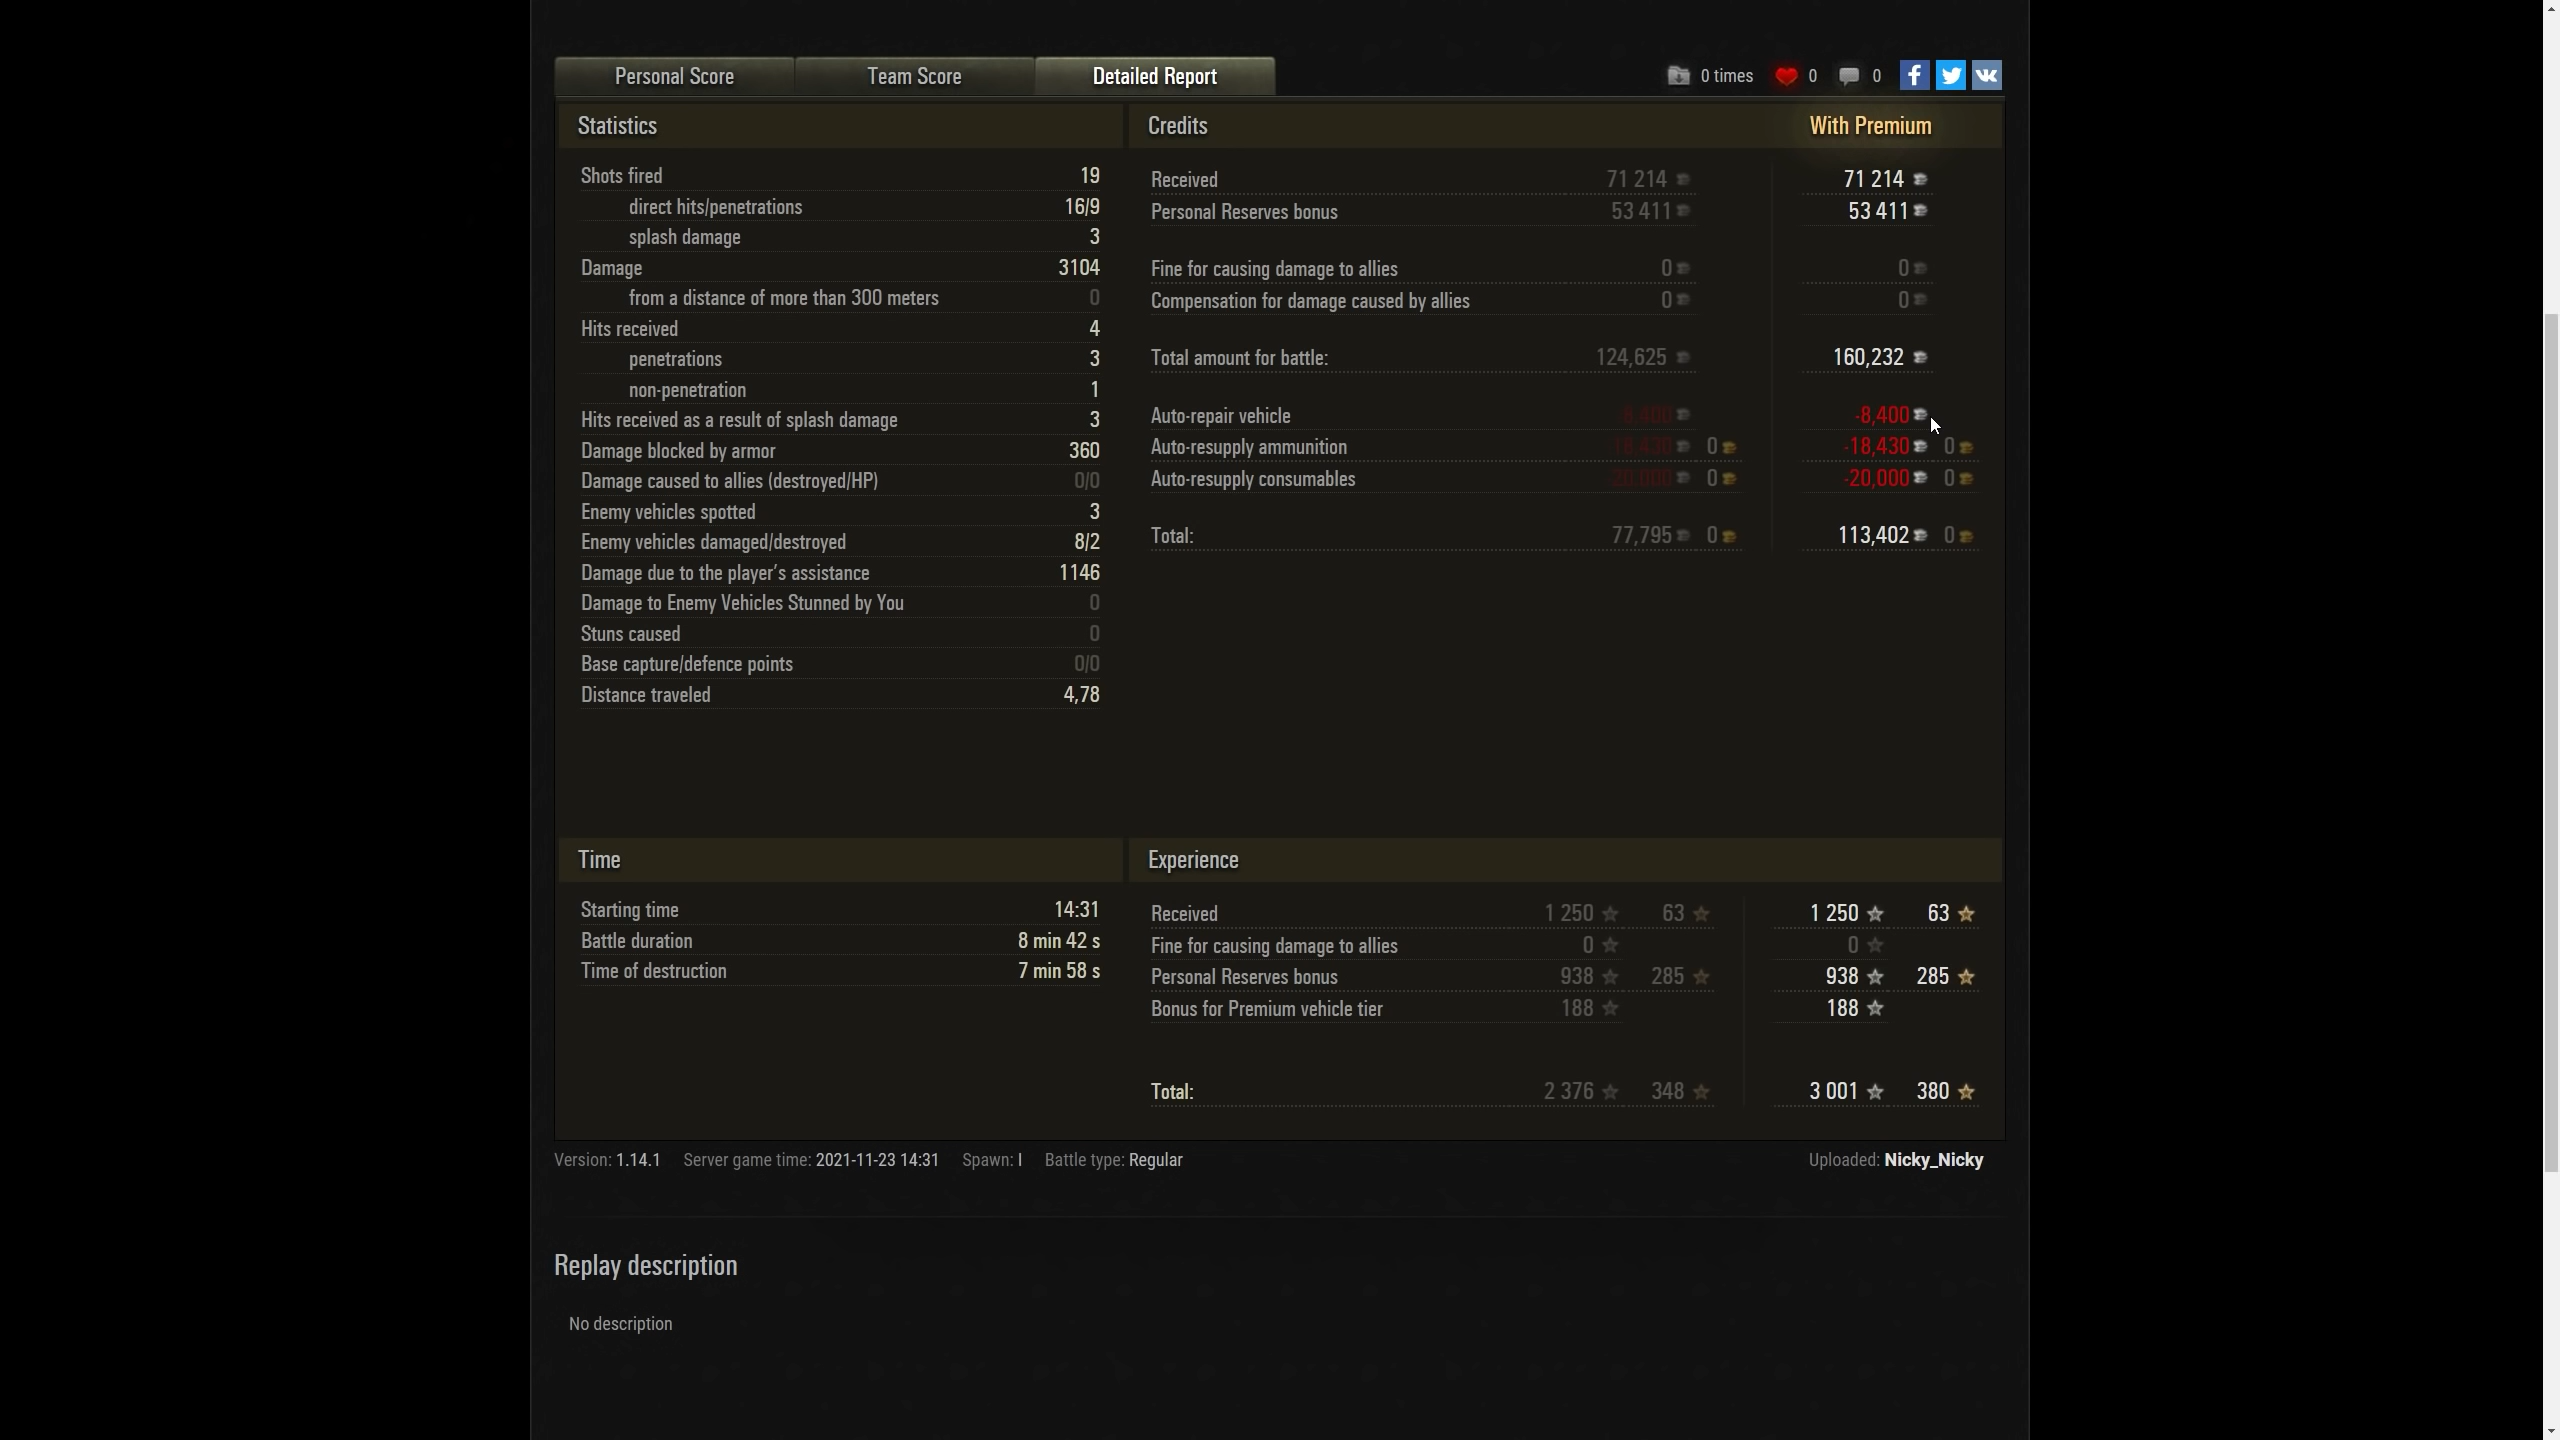 Personal Score Team Score Detailed Report 0 times 0 0
Statistics
Shots fired 19
direct hits/penetrations 16/9
splash damage 3
Damage 3104
from a distance of more than 300 meters 0
Hits received 4
penetrations 3
non-penetration 1
Hits received as a result of splash damage 3
Damage blocked by armor 360
Damage caused to allies (destroyed/HP) 0/0
Enemy vehicles spotted 3
Enemy vehicles damaged/destroyed 8/2
Damage due to the player's assistance 1146
Damage to Enemy Vehicles Stunned by You 0
Stuns caused 0
Base capture/defence points 0/0
Distance traveled 4,78
Credits With Premium
Received 71 214 71 214
Personal Reserves bonus 53 411 53 411
Fine for causing damage to allies 0 0
Compensation for damage caused by allies 0 0
Total amount for battle: 124,625 160,232
Auto-repair vehicle -8,400 -8,400
Auto-resupply ammunition -18,430 0 -18,430 0
Auto-resupply consumables -20,000 0 -20,000 0
Total: 77,795 0 113,402 0
Time
Starting time 14:31
Battle duration 8 min 42 s
Time of destruction 7 min 58 s
Experience
Received 1 250 63 1 250 63
Fine for causing damage to allies 0 0
Personal Reserves bonus 938 285 938 285
Bonus for Premium vehicle tier 188 188
Total: 2 376 348 3 001 380
Version: 1.14.1 Server game time: 2021-11-23 14:31 Spawn: I Battle type: Regular Uploaded: Nicky_Nicky
Replay description
No description